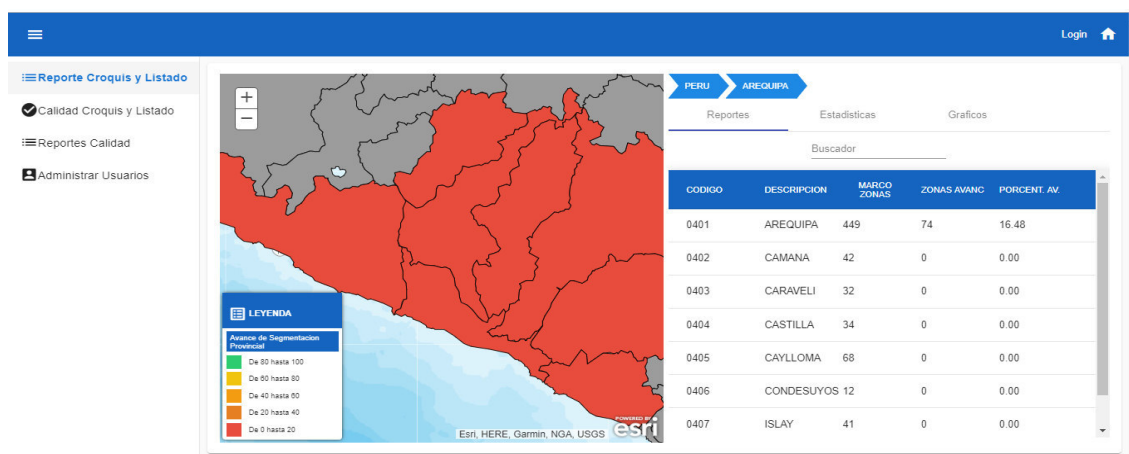 Login
Reporte Croquis y Listado
Calidad Croquis y Listado
Reportes Calidad
Administrar Usuarios
+
−
LEYENDA
Avance de Segmentacion
Provincial
De 80 hasta 100
De 60 hasta 80
De 40 hasta 60
De 20 hasta 40
De 0 hasta 20
POWERED BY
esri
Esri, HERE, Garmin, NGA, USGS
PERU AREQUIPA
Reportes Estadisticas Graficos
Buscador
CODIGO DESCRIPCION MARCO ZONAS ZONAS AVANC PORCENT. AV.
0401 AREQUIPA 449 74 16.48
0402 CAMANA 42 0 0.00
0403 CARAVELI 32 0 0.00
0404 CASTILLA 34 0 0.00
0405 CAYLLOMA 68 0 0.00
0406 CONDESUYOS 12 0 0.00
0407 ISLAY 41 0 0.00